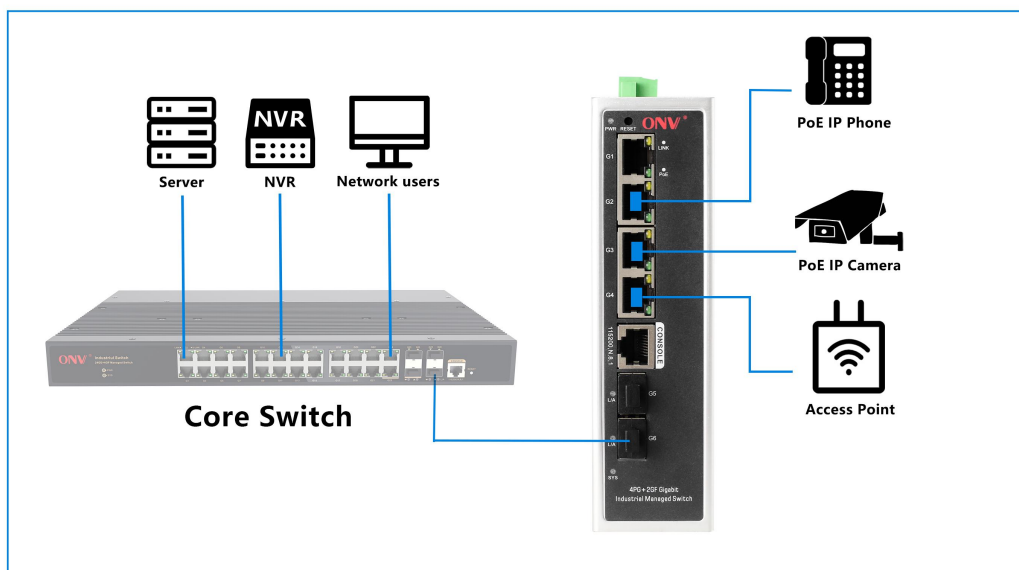 PoE IP Phone
NVR
Server
NVR
Network users
ONV
PWR RESET
LINK
G1
PoE
G2
G3
G4
PoE IP Camera
115200,N,8,1
CONSOLE
Access Point
ONV
Industrial Switch
Core Switch
L/A
G5
L/A
G6
SYS
4PG+2GF Gigabit
Industrial Managed Switch